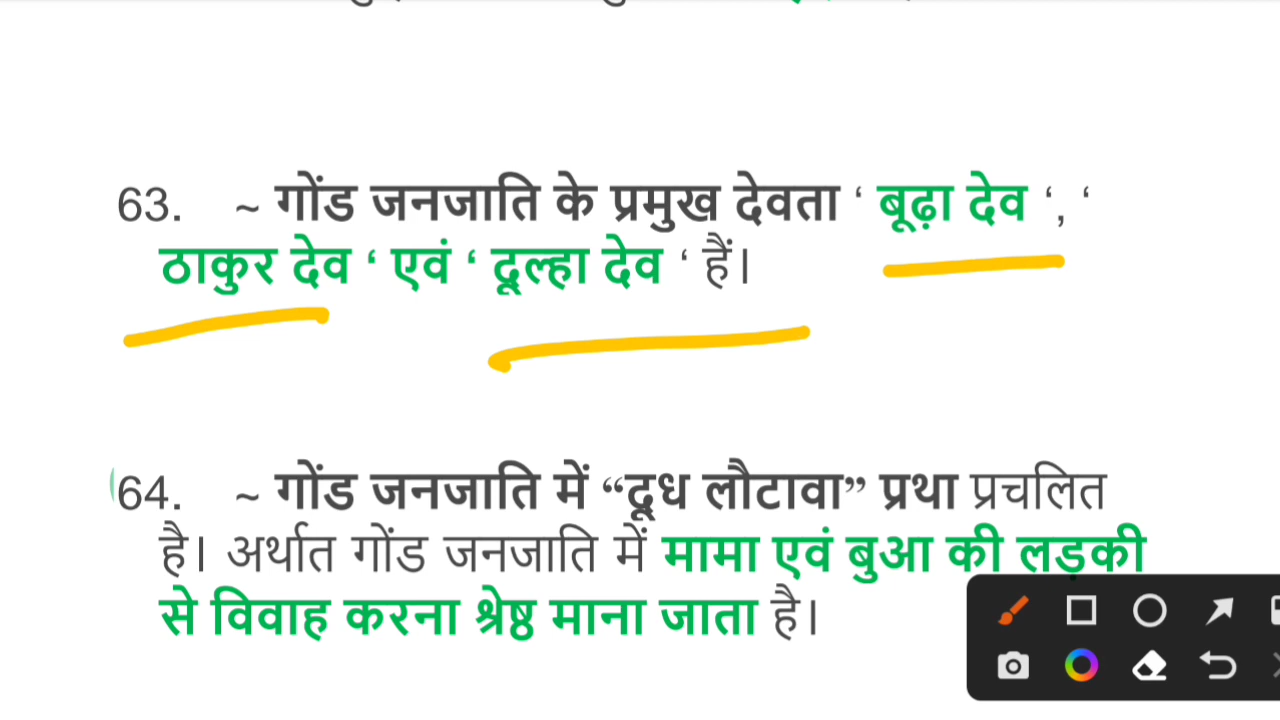 63. ~ गोंड जनजाति के प्रमुख देवता ‘ बूढ़ा देव ‘, ‘
ठाकुर देव ‘ एवं ‘ दूल्हा देव ‘ हैं।
64. ~ गोंड जनजाति में “दूध लौटावा” प्रथा प्रचलित
है। अर्थात गोंड जनजाति में मामा एवं बुआ की लड़की
से विवाह करना श्रेष्ठ माना जाता है।